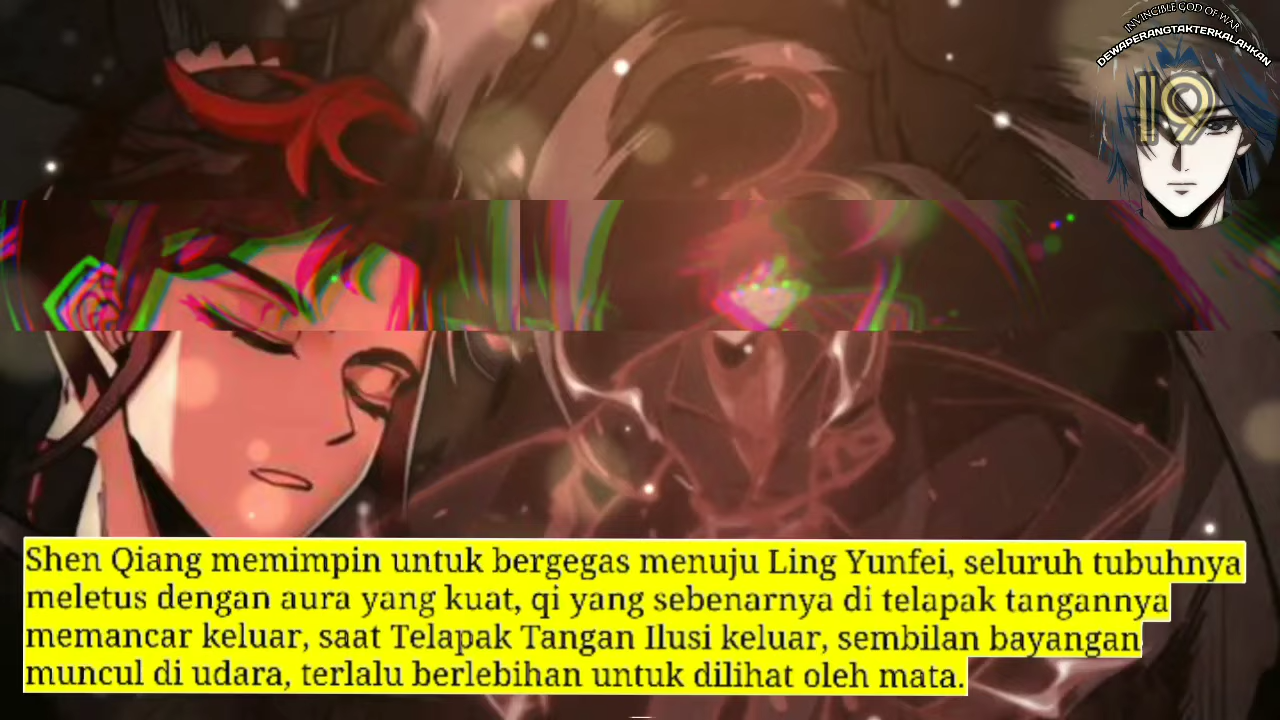 INVINCIBLE GOD OF WAR
DEWAPERANGTAKTERKALAHKAN
19
Shen Qiang memimpin untuk bergegas menuju Ling Yunfei, seluruh tubuhnya
meletus dengan aura yang kuat, qi yang sebenarnya di telapak tangannya
memancar keluar, saat Telapak Tangan Ilusi keluar, sembilan bayangan
muncul di udara, terlalu berlebihan untuk dilihat oleh mata.